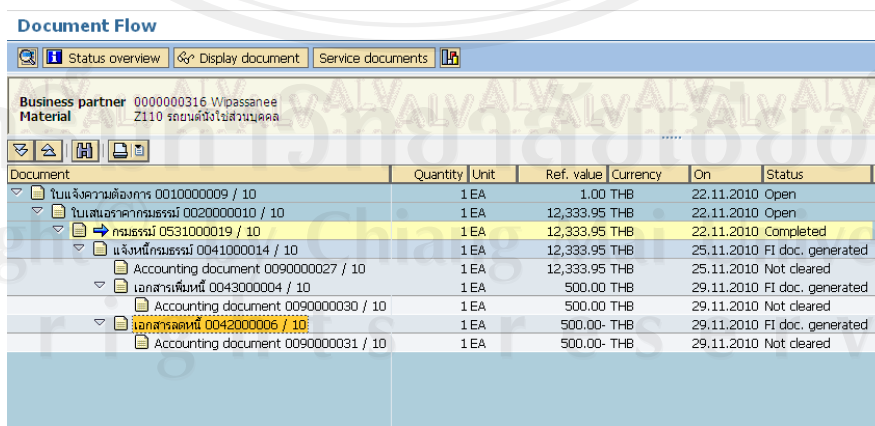 Document Flow
Status overview Display document Service documents
Business partner 0000000316 Wipassanee
Material Z110 รถยนต์นั่งใช้ส่วนบุคคล
Document Quantity Unit Ref. value Currency On Status
ใบแจ้งความต้องการ 0010000009 / 10 1 EA 1.00 THB 22.11.2010 Open
ใบเสนอราคากรมธรรม์ 0020000010 / 10 1 EA 12,333.95 THB 22.11.2010 Open
กรมธรรม์ 0531000019 / 10 1 EA 12,333.95 THB 22.11.2010 Completed
แจ้งหนี้กรมธรรม์ 0041000014 / 10 1 EA 12,333.95 THB 25.11.2010 FI doc. generated
Accounting document 0090000027 / 10 1 EA 12,333.95 THB 25.11.2010 Not cleared
เอกสารเพิ่มหนี้ 0043000004 / 10 1 EA 500.00 THB 29.11.2010 FI doc. generated
Accounting document 0090000030 / 10 1 EA 500.00 THB 29.11.2010 Not cleared
เอกสารลดหนี้ 0042000006 / 10 1 EA 500.00- THB 29.11.2010 FI doc. generated
Accounting document 0090000031 / 10 1 EA 500.00- THB 29.11.2010 Not cleared